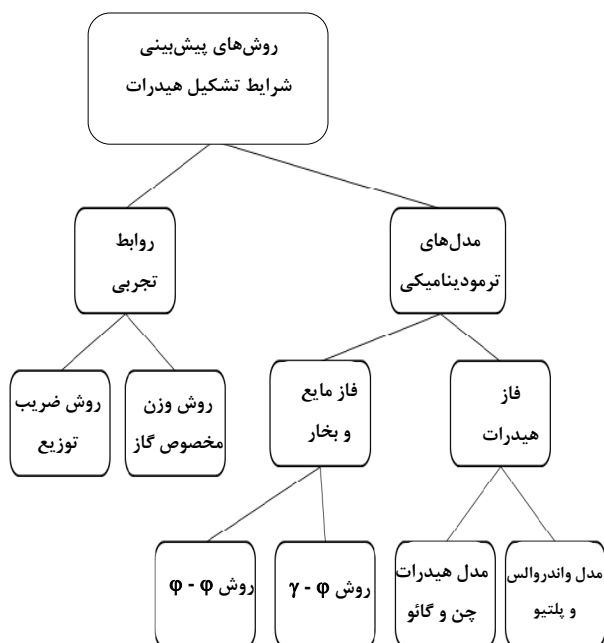 روش‌های پیش‌بینی
شرایط تشکیل هیدرات
مدل‌های
ترمودینامیکی
روابط
تجربی
فاز
هیدرات
فاز مایع
و بخار
روش وزن
مخصوص گاز
روش ضریب
توزیع
مدل واندروالس
و پلتیو
مدل هیدرات
چن و گائو
روش γ - φ
روش φ - φ